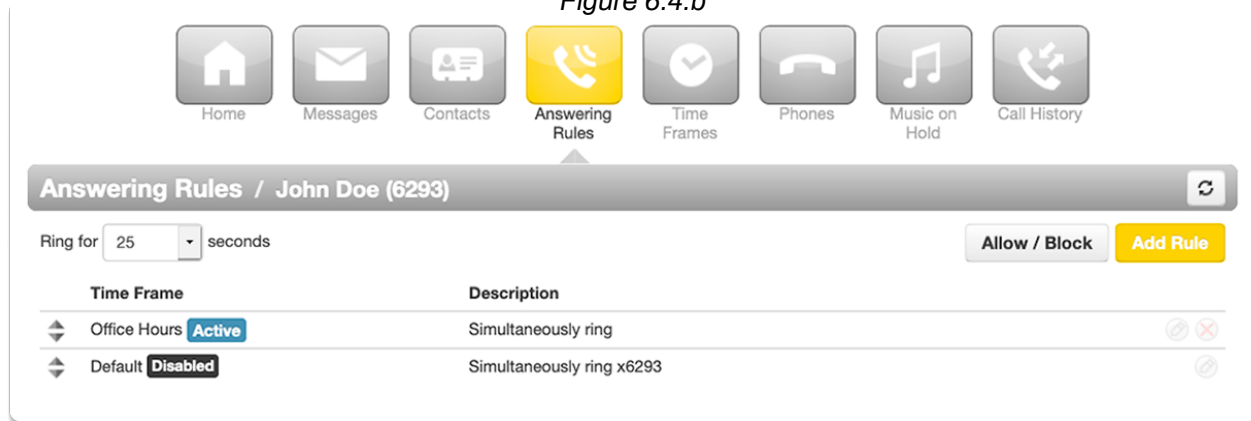 Figure 6.4.b
Home Messages Contacts Answering Rules Time Frames Phones Music on Hold Call History
Answering Rules / John Doe (6293)
Ring for 25 seconds Allow / Block Add Rule
Time Frame Description
Office Hours Active Simultaneously ring
Default Disabled Simultaneously ring x6293